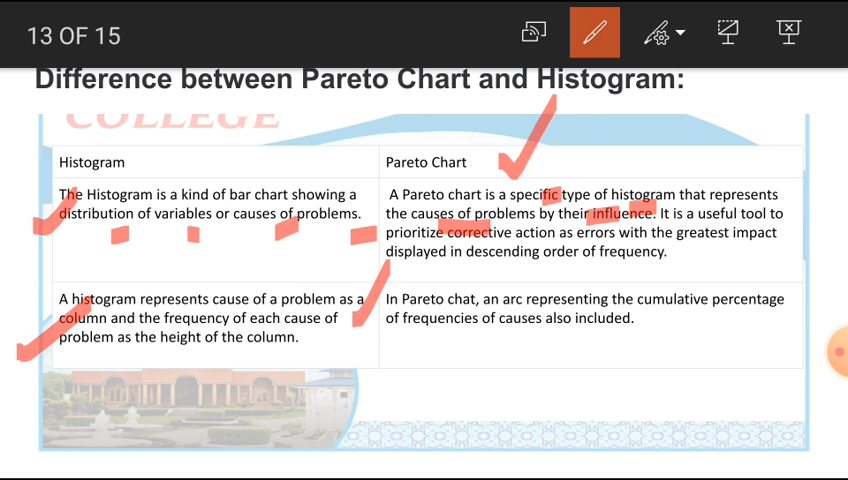 13 OF 15
Difference between Pareto Chart and Histogram:
COLLEGE
Histogram
Pareto Chart
The Histogram is a kind of bar chart showing a
distribution of variables or causes of problems.
A Pareto chart is a specific type of histogram that represents
the causes of problems by their influence. It is a useful tool to
prioritize corrective action as errors with the greatest impact
displayed in descending order of frequency.
A histogram represents cause of a problem as a
column and the frequency of each cause of
problem as the height of the column.
In Pareto chat, an arc representing the cumulative percentage
of frequencies of causes also included.